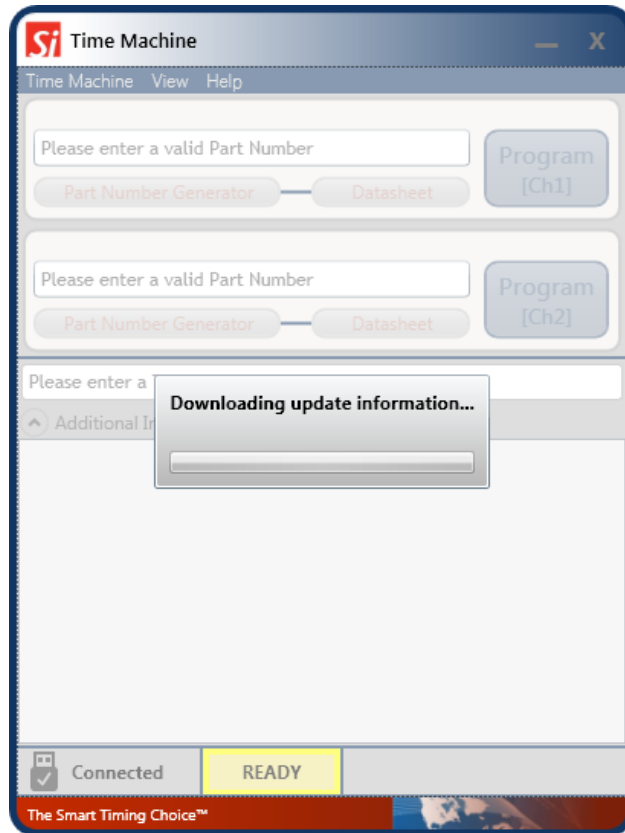 Si Time Machine
Time Machine View Help
Please enter a valid Part Number
Program
[Ch1]
Part Number Generator
Datasheet
Please enter a valid Part Number
Program
[Ch2]
Part Number Generator
Datasheet
Please enter a
Additional
Downloading update information...
Connected
READY
The Smart Timing Choice™